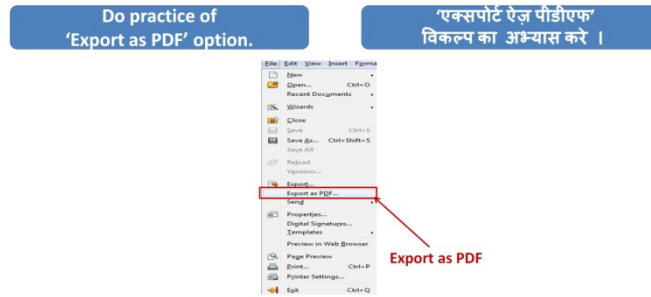 Do practice of
‘Export as PDF’ option.
‘एक्सपोर्ट ऐज़ पीडीएफ’
विकल्प का अभ्यास करे ।
File Edit View Insert Forma
New
Open... Ctrl+O
Recent Documents
Wizards
Close
Save Ctrl+S
Save As... Ctrl+Shift+S
Save All
Reload
Versions...
Export...
Export as PDF...
Send
Properties...
Digital Signatures...
Templates
Preview in Web Browser
Page Preview
Print... Ctrl+P
Printer Settings...
Exit Ctrl+Q
Export as PDF